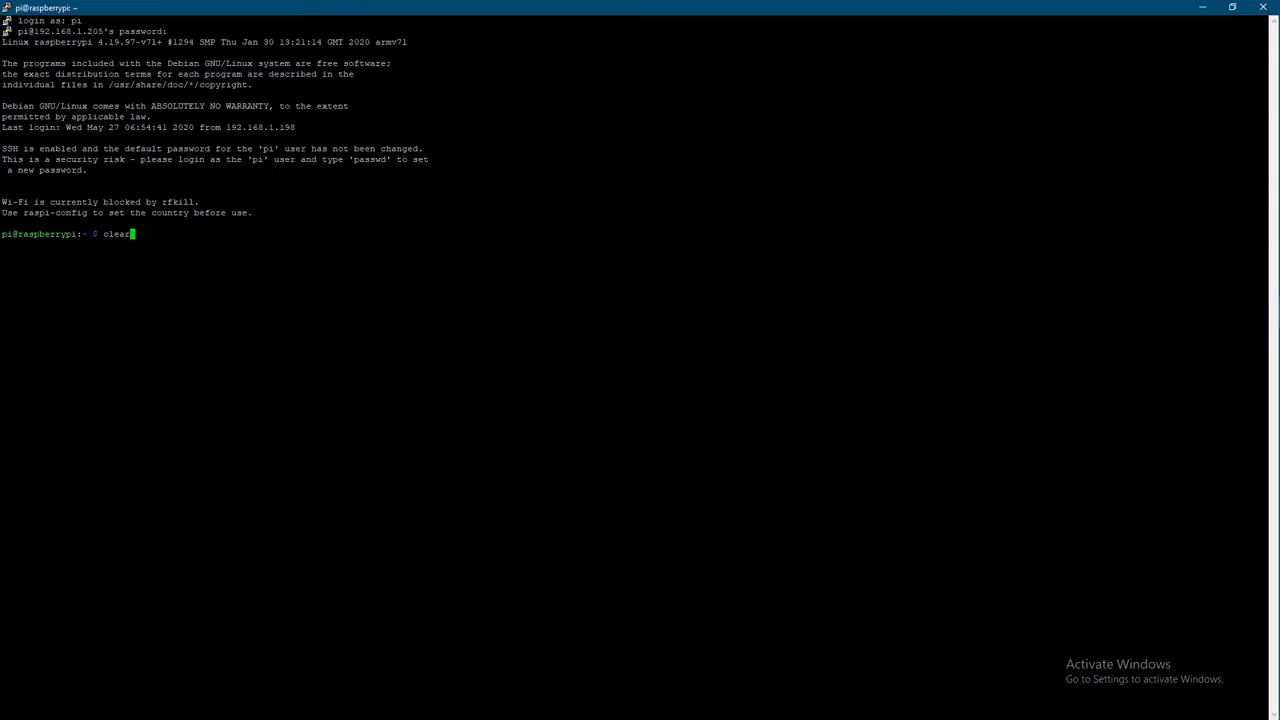 pi@raspberrypi: ~
login as: pi
pi@192.168.1.205's password:
Linux raspberrypi 4.19.97-v7l+ #1294 SMP Thu Jan 30 13:21:14 GMT 2020 armv7l
The programs included with the Debian GNU/Linux system are free software;
the exact distribution terms for each program are described in the
individual files in /usr/share/doc/*/copyright.
Debian GNU/Linux comes with ABSOLUTELY NO WARRANTY, to the extent
permitted by applicable law.
Last login: Wed May 27 06:54:41 2020 from 192.168.1.198
SSH is enabled and the default password for the 'pi' user has not been changed.
This is a security risk - please login as the 'pi' user and type 'passwd' to set
a new password.
Wi-Fi is currently blocked by rfkill.
Use raspi-config to set the country before use.
pi@raspberrypi:~ $ clear
Activate Windows
Go to Settings to activate Windows.